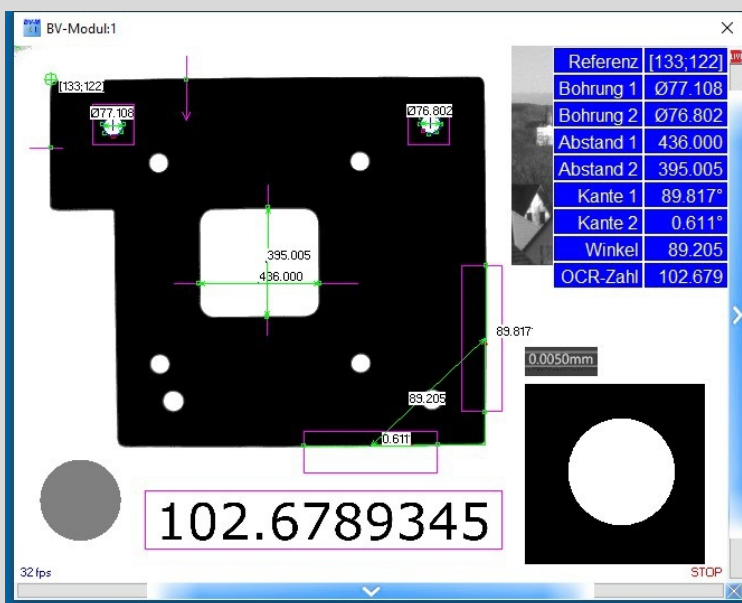 BV-Modul:1
LIVE
[133;122]
Ø77.108
Ø76.802
395.005
436.000
89.817
89.205
0.611
Referenz [133;122]
Bohrung 1 Ø77.108
Bohrung 2 Ø76.802
Abstand 1 436.000
Abstand 2 395.005
Kante 1 89.817°
Kante 2 0.611°
Winkel 89.205
OCR-Zahl 102.679
0.0050mm
102.6789345
32 fps
STOP